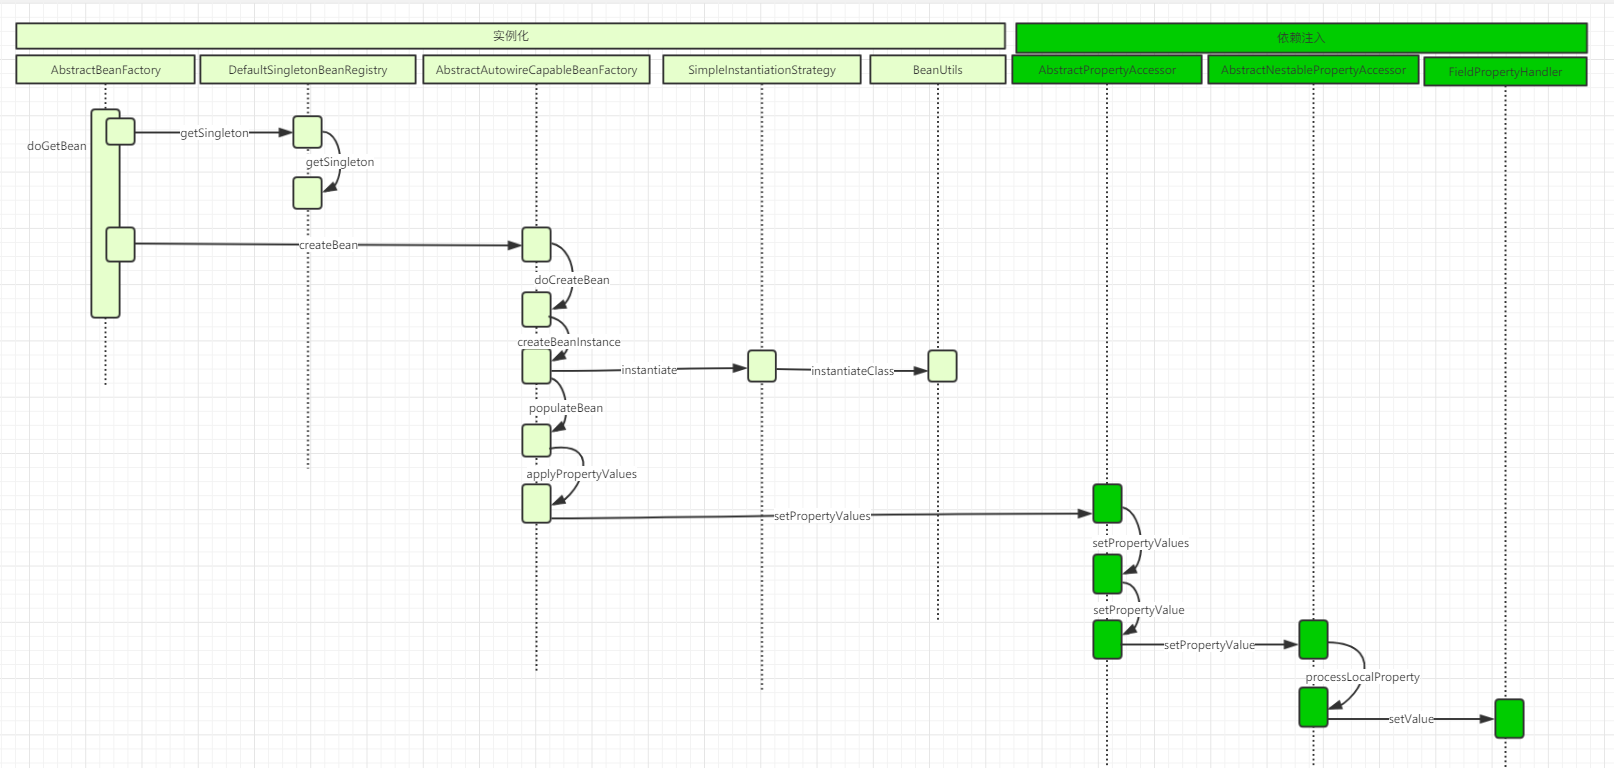 实例化
依赖注入
AbstractBeanFactory
DefaultSingletonBeanRegistry
AbstractAutowireCapableBeanFactory
SimpleInstantiationStrategy
BeanUtils
AbstractPropertyAccessor
AbstractNestablePropertyAccessor
FieldPropertyHandler
doGetBean
getSingleton
getSingleton
createBean
doCreateBean
createBeanInstance
instantiate
instantiateClass
populateBean
applyPropertyValues
setPropertyValues
setPropertyValues
setPropertyValue
setPropertyValue
processLocalProperty
setValue